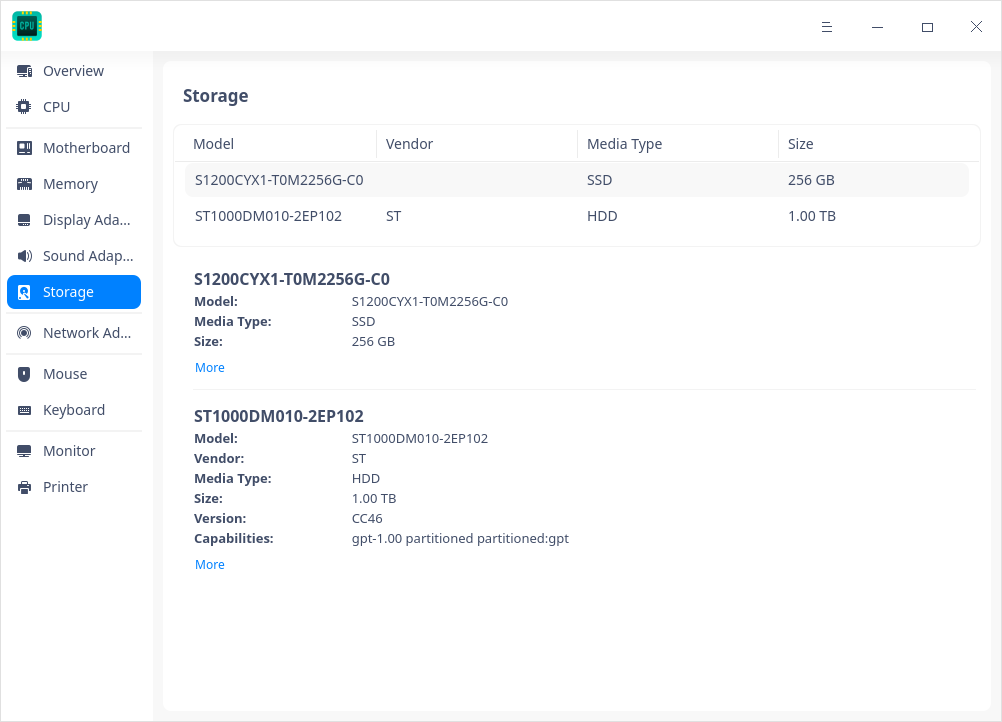 CPU
Overview
CPU
Motherboard
Memory
Display Ada...
Sound Adap...
Storage
Network Ad...
Mouse
Keyboard
Monitor
Printer
Storage
Model Vendor Media Type Size
S1200CYX1-T0M2256G-C0 SSD 256 GB
ST1000DM010-2EP102 ST HDD 1.00 TB
S1200CYX1-T0M2256G-C0
Model: S1200CYX1-T0M2256G-C0
Media Type: SSD
Size: 256 GB
More
ST1000DM010-2EP102
Model: ST1000DM010-2EP102
Vendor: ST
Media Type: HDD
Size: 1.00 TB
Version: CC46
Capabilities: gpt-1.00 partitioned partitioned:gpt
More